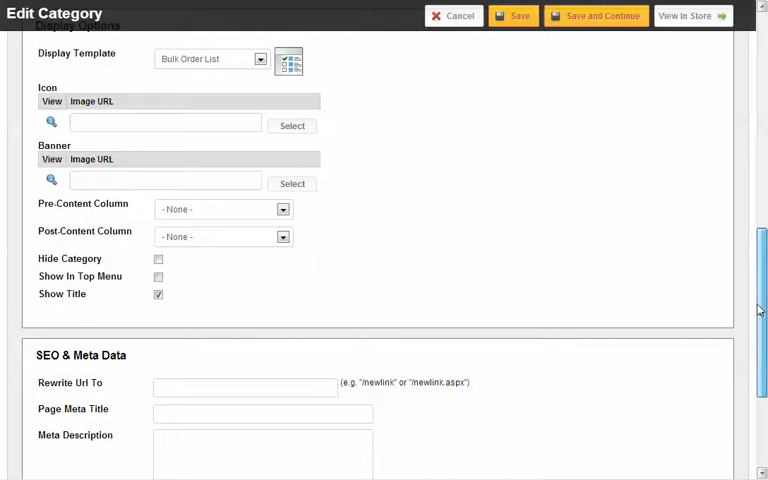 Edit Category
Cancel
Save
Save and Continue
View in Store
Display Options
Display Template
Bulk Order List
Icon
View Image URL
Select
Banner
View Image URL
Select
Pre-Content Column
- None -
Post-Content Column
- None -
Hide Category
Show In Top Menu
Show Title
SEO & Meta Data
Rewrite Url To
(e.g. "/newlink" or "/newlink.aspx")
Page Meta Title
Meta Description